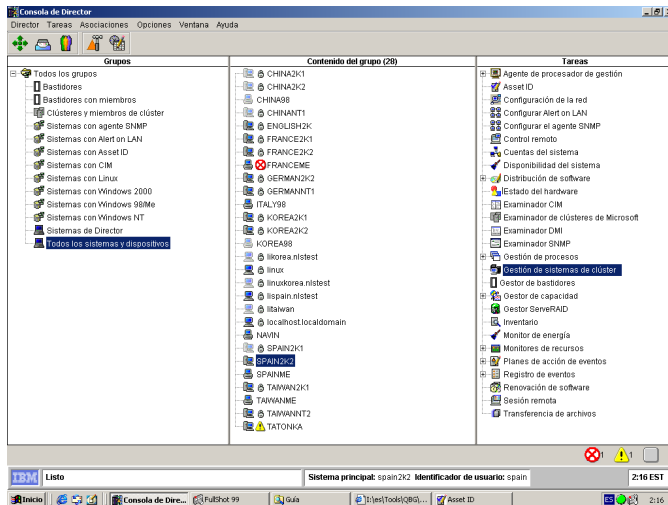 Consola de Director
Director Tareas Asociaciones Opciones Ventana Ayuda
Grupos
Todos los grupos
Bastidores
Bastidores con miembros
Clústeres y miembros de clúster
Sistemas con agente SNMP
Sistemas con Alert on LAN
Sistemas con Asset ID
Sistemas con CIM
Sistemas con Linux
Sistemas con Windows 2000
Sistemas con Windows 98/Me
Sistemas con Windows NT
Sistemas de Director
Todos los sistemas y dispositivos
Contenido del grupo (28)
CHINA2K1
CHINA2K2
CHINA98
CHINANT1
ENGLISH2K
FRANCE2K1
FRANCE2K2
FRANCEME
GERMAN2K2
GERMANNT1
ITALY98
KOREA2K1
KOREA2K2
KOREA98
likorea.nlstest
linux
linuxkorea.nlstest
lispain.nlstest
litaiwan
localhost.localdomain
NAVIN
SPAIN2K1
SPAIN2K2
SPAINME
TAIWAN2K1
TAIWANME
TAIWANNT2
TATONKA
Tareas
Agente de procesador de gestión
Asset ID
Configuración de la red
Configurar Alert on LAN
Configurar el agente SNMP
Control remoto
Cuentas del sistema
Disponibilidad del sistema
Distribución de software
Estado del hardware
Examinador CIM
Examinador de clústeres de Microsoft
Examinador DMI
Examinador SNMP
Gestión de procesos
Gestión de sistemas de clúster
Gestor de bastidores
Gestor de capacidad
Gestor ServeRAID
Inventario
Monitor de energía
Monitores de recursos
Planes de acción de eventos
Registro de eventos
Renovación de software
Sesión remota
Transferencia de archivos
1 1
IBM Listo Sistema principal: spain2k2 Identificador de usuario: spain 2:16 EST
Inicio Consola de Dire... FullShot 99 Guía I:\es\Tools\QBG\... Asset ID ES 2:16